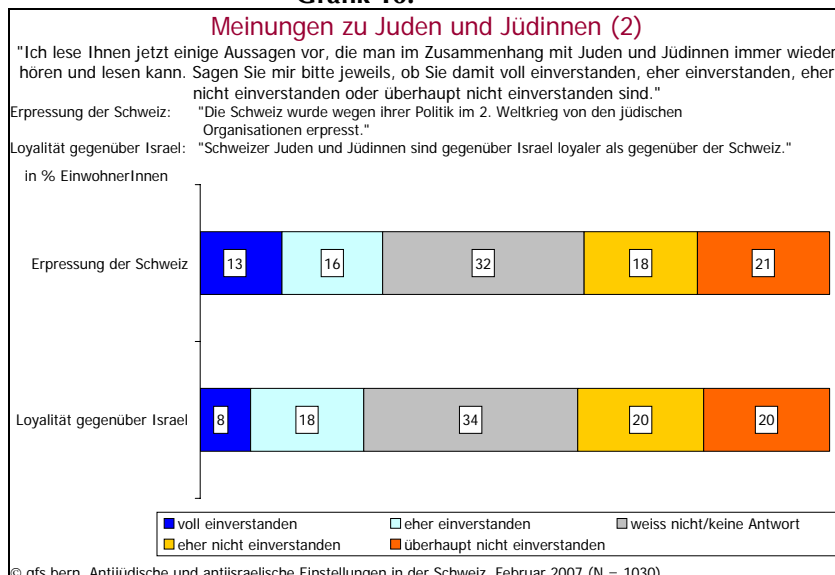 Grafik 16:
Meinungen zu Juden und Jüdinnen (2)
"Ich lese Ihnen jetzt einige Aussagen vor, die man im Zusammenhang mit Juden und Jüdinnen immer wieder
hören und lesen kann. Sagen Sie mir bitte jeweils, ob Sie damit voll einverstanden, eher einverstanden, eher
nicht einverstanden oder überhaupt nicht einverstanden sind."
Erpressung der Schweiz: "Die Schweiz wurde wegen ihrer Politik im 2. Weltkrieg von den jüdischen
Organisationen erpresst."
Loyalität gegenüber Israel: "Schweizer Juden und Jüdinnen sind gegenüber Israel loyaler als gegenüber der Schweiz."
in % EinwohnerInnen
Erpressung der Schweiz 13 16 32 18 21
Loyalität gegenüber Israel 8 18 34 20 20
voll einverstanden eher einverstanden weiss nicht/keine Antwort
eher nicht einverstanden überhaupt nicht einverstanden
© gfs.bern, Antijüdische und antiisraelische Einstellungen in der Schweiz, Februar 2007 (N = 1030)